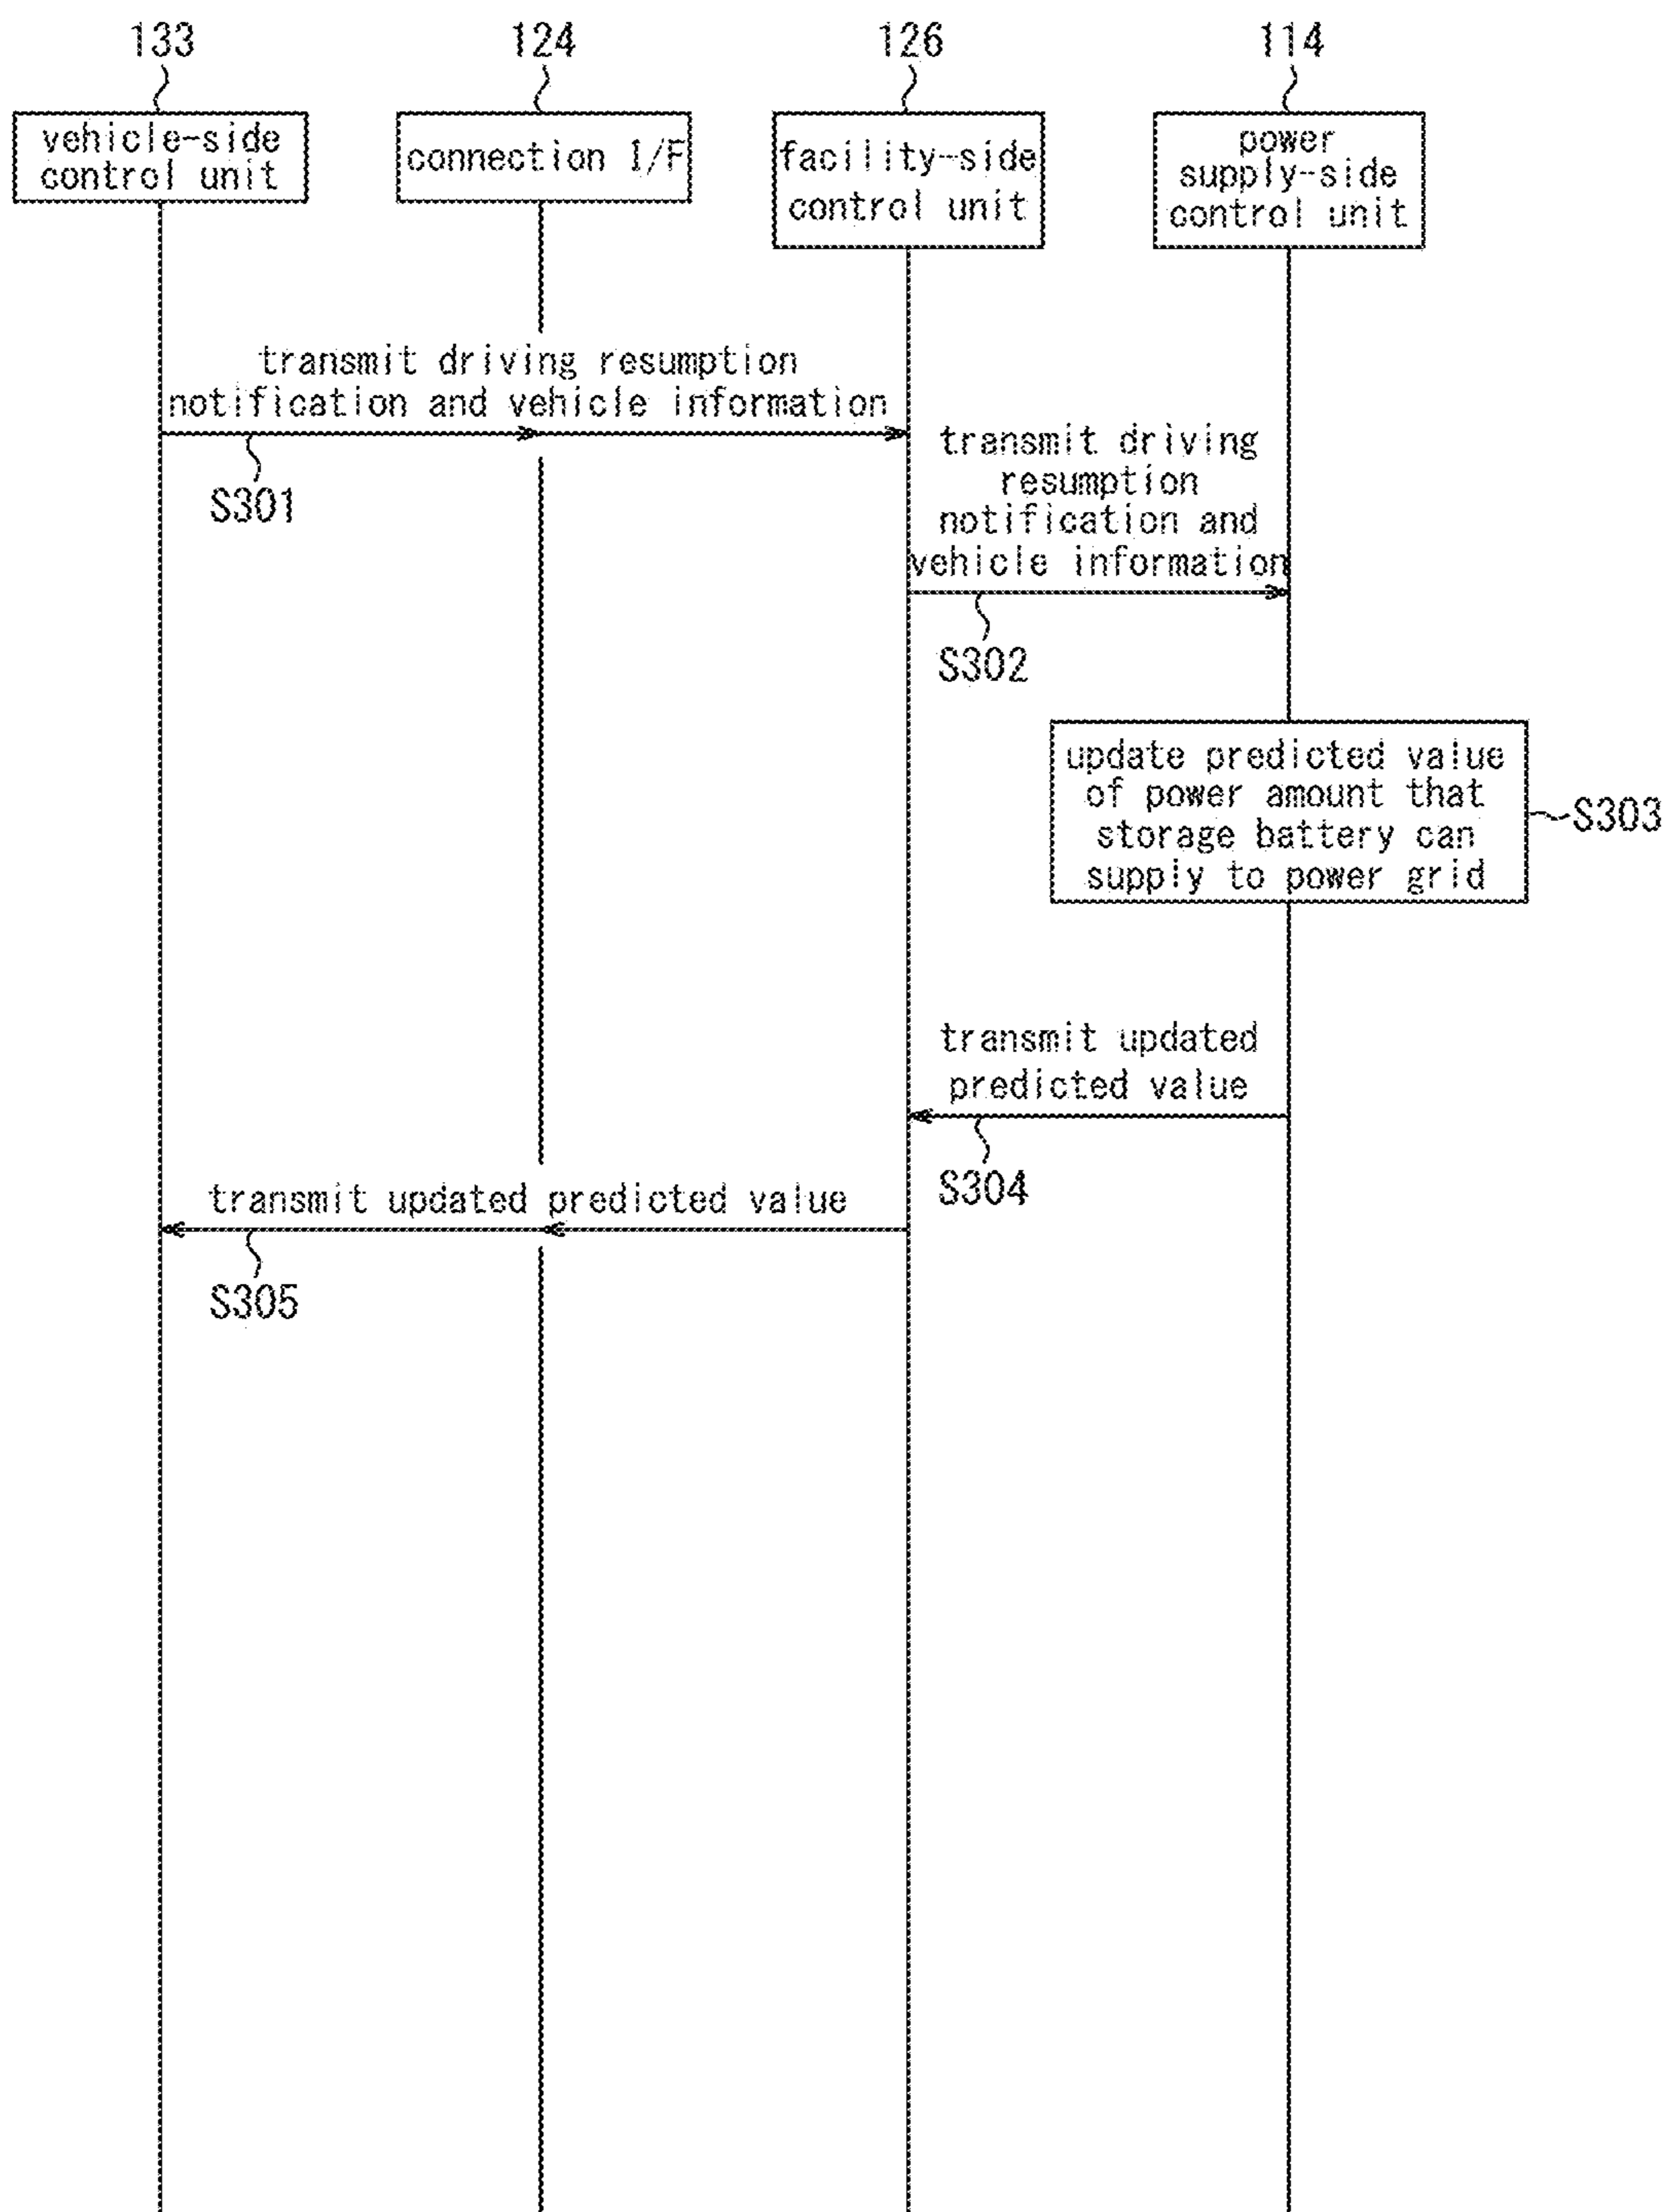 133
124
126
114
vehicle-side
control unit
connection I/F
facility-side
control unit
power
supply-side
control unit
transmit driving resumption
notification and vehicle information
S301
transmit driving
resumption
notification and
vehicle information
S302
update predicted value
of power amount that
storage battery can
supply to power grid
S303
transmit updated
predicted value
S304
transmit updated predicted value
S305